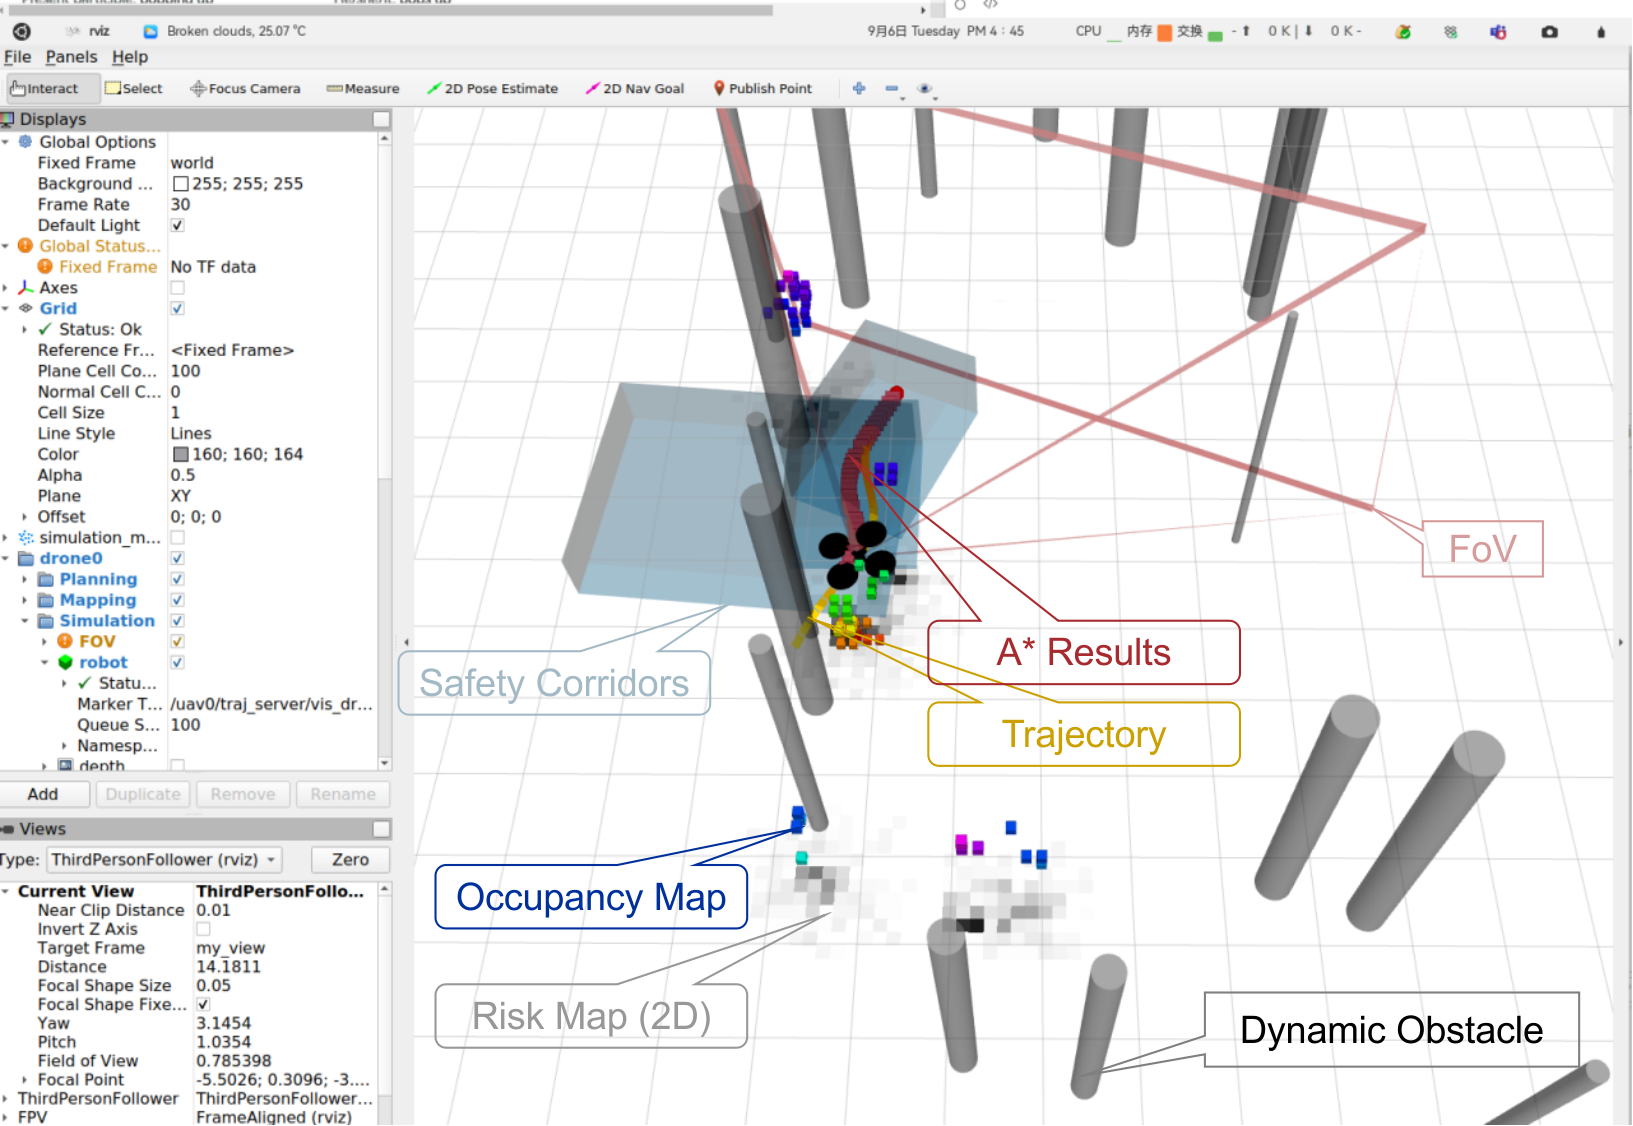 rviz
Broken clouds, 25.07 °C
9月6日 Tuesday PM 4 : 45
CPU 内存 交换 - ⬆ 0 K | ⬇ 0 K -
File Panels Help
Interact Select Focus Camera Measure 2D Pose Estimate 2D Nav Goal Publish Point
Displays
Global Options
Fixed Frame world
Background ... 255; 255; 255
Frame Rate 30
Default Light
Global Status...
Fixed Frame No TF data
Axes
Grid
Status: Ok
Reference Fr... <Fixed Frame>
Plane Cell Co... 100
Normal Cell C... 0
Cell Size 1
Line Style Lines
Color 160; 160; 164
Alpha 0.5
Plane XY
Offset 0; 0; 0
simulation_m...
drone0
Planning
Mapping
Simulation
FOV
robot
Statu...
Marker T... /uav0/traj_server/vis_dr...
Queue S... 100
Namesp...
depth
Add Duplicate Remove Rename
Views
Type: ThirdPersonFollower (rviz) Zero
Current View ThirdPersonFollo...
Near Clip Distance 0.01
Invert Z Axis
Target Frame my_view
Distance 14.1811
Focal Shape Size 0.05
Focal Shape Fixe...
Yaw 3.1454
Pitch 1.0354
Field of View 0.785398
Focal Point -5.5026; 0.3096; -3....
ThirdPersonFollower ThirdPersonFollower...
FPV FrameAligned (rviz)
FoV
A* Results
Safety Corridors
Trajectory
Occupancy Map
Risk Map (2D)
Dynamic Obstacle